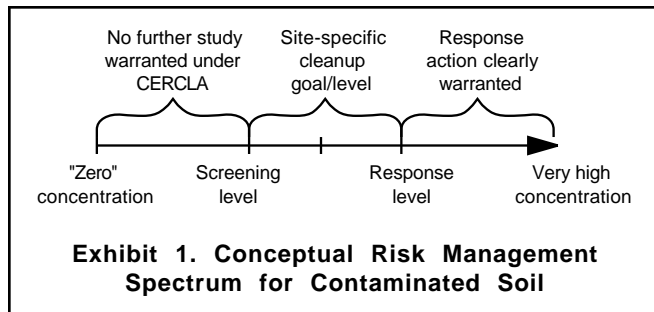 No further study
warranted under
CERCLA
Site-specific
cleanup
goal/level
Response
action clearly
warranted
"Zero"
concentration
Screening
level
Response
level
Very high
concentration
Exhibit 1. Conceptual Risk Management
Spectrum for Contaminated Soil